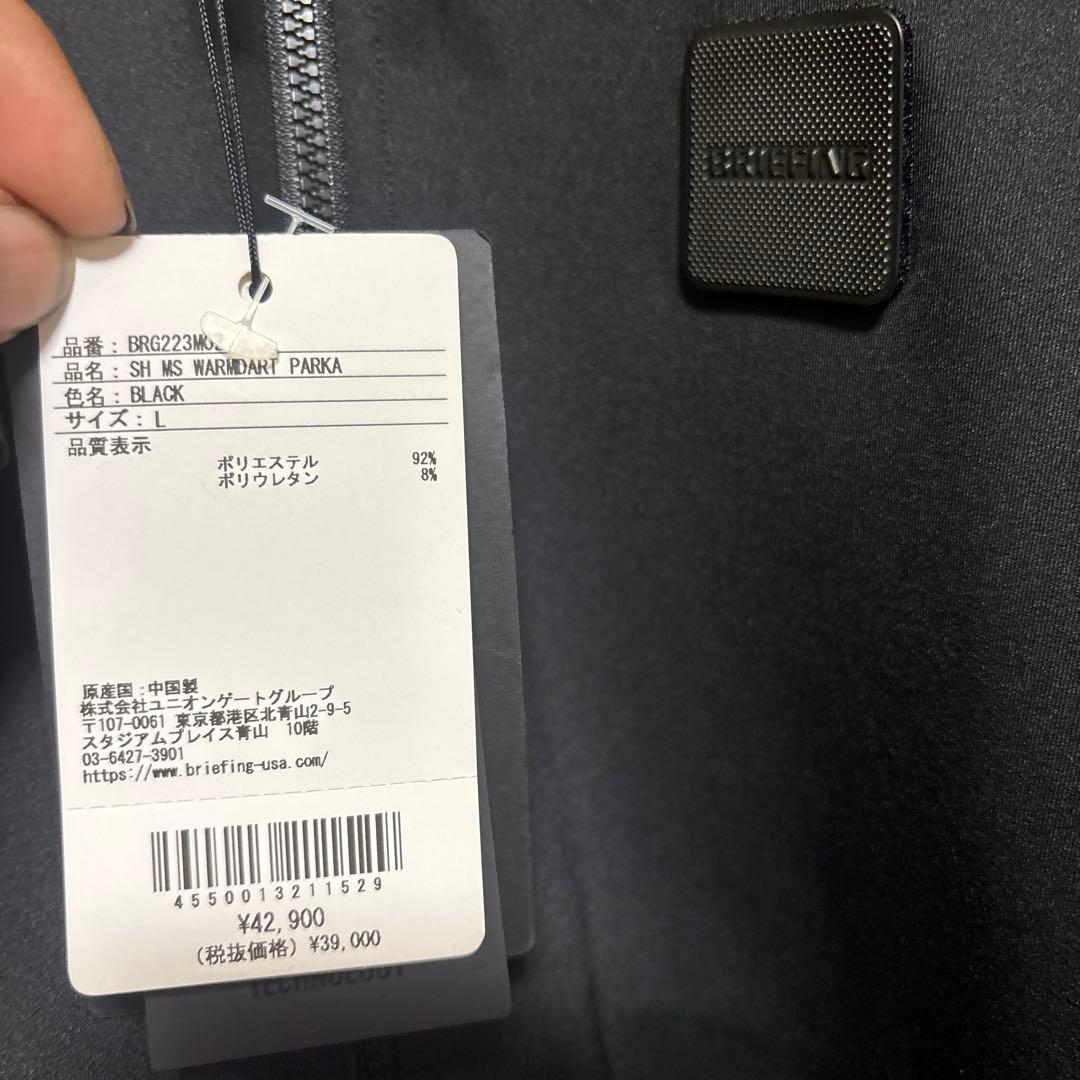 BRIEFING
品番:
品名: SH MS WARMDART PARKA
色名: BLACK
サイズ: L
品質表示
ポリエステル 92%
ポリウレタン 8%
原産国:中国製
株式会社ユニオンゲートグループ
〒107-0061 東京都港区北青山2-9-5
スタジアムプレイス青山 10階
03-6427-3901
https://www.briefing-usa.com/
4550013211529
¥42,900
(税抜価格) ¥39,000
TECHNOLOGY